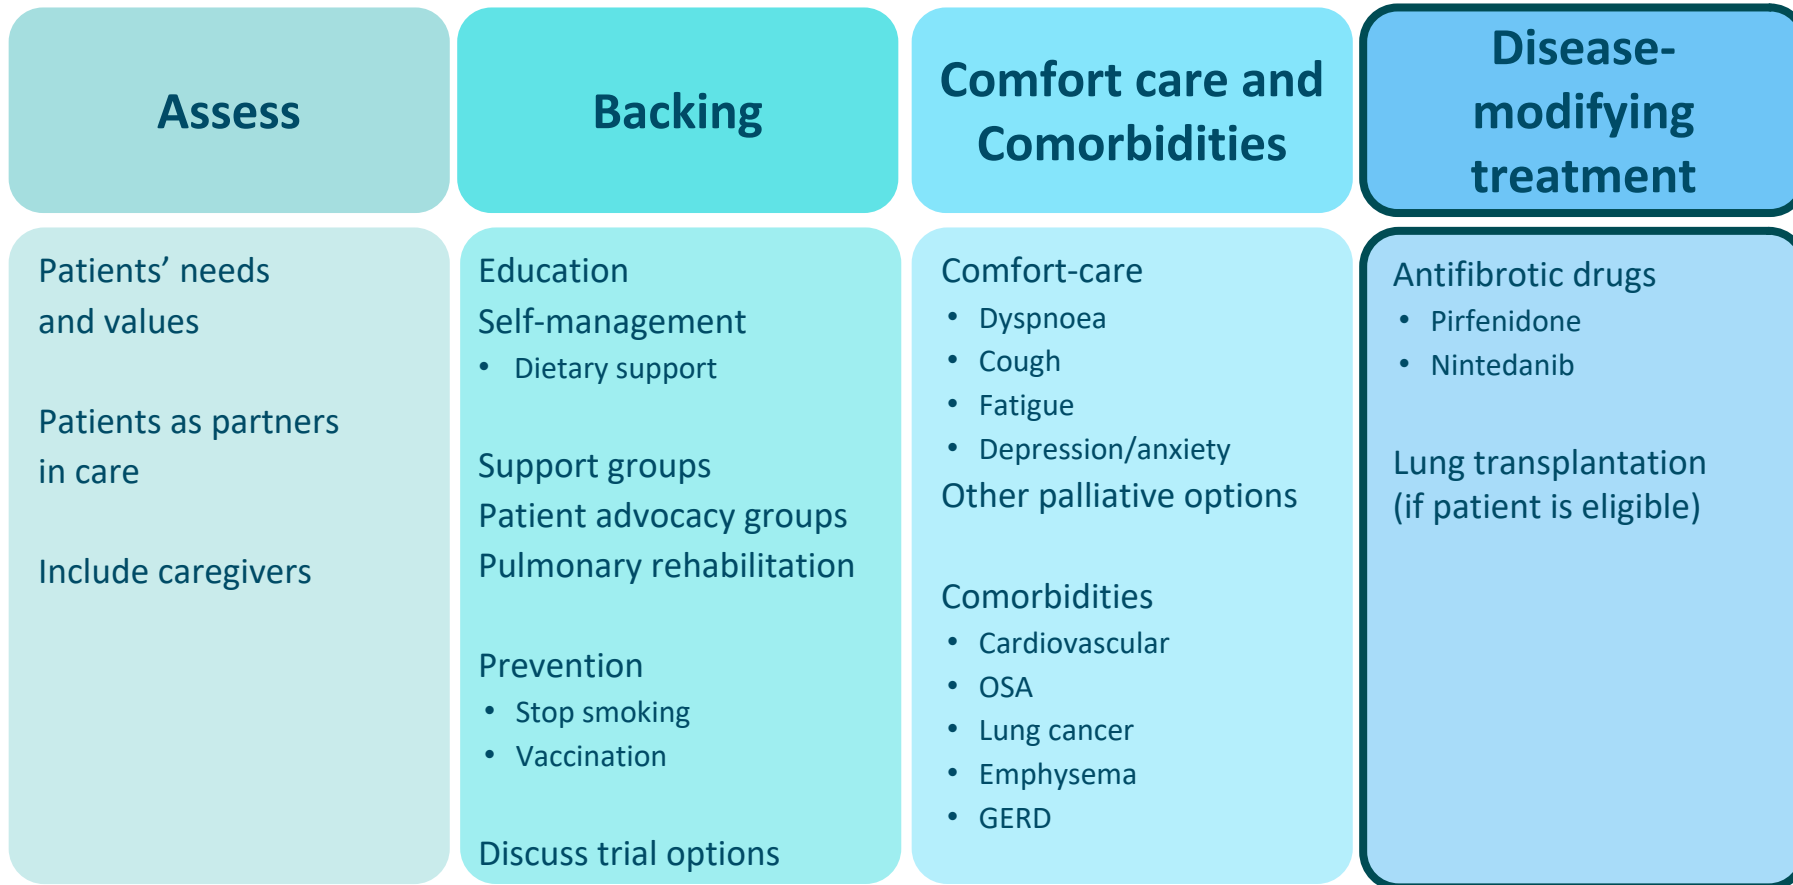 Assess
Patients’ needs
and values
Patients as partners
in care
Include caregivers
Backing
Education
Self-management
• Dietary support
Support groups
Patient advocacy groups
Pulmonary rehabilitation
Prevention
• Stop smoking
• Vaccination
Discuss trial options
Comfort care and
Comorbidities
Comfort-care
• Dyspnoea
• Cough
• Fatigue
• Depression/anxiety
Other palliative options
Comorbidities
• Cardiovascular
• OSA
• Lung cancer
• Emphysema
• GERD
Disease-
modifying
treatment
Antifibrotic drugs
• Pirfenidone
• Nintedanib
Lung transplantation
(if patient is eligible)